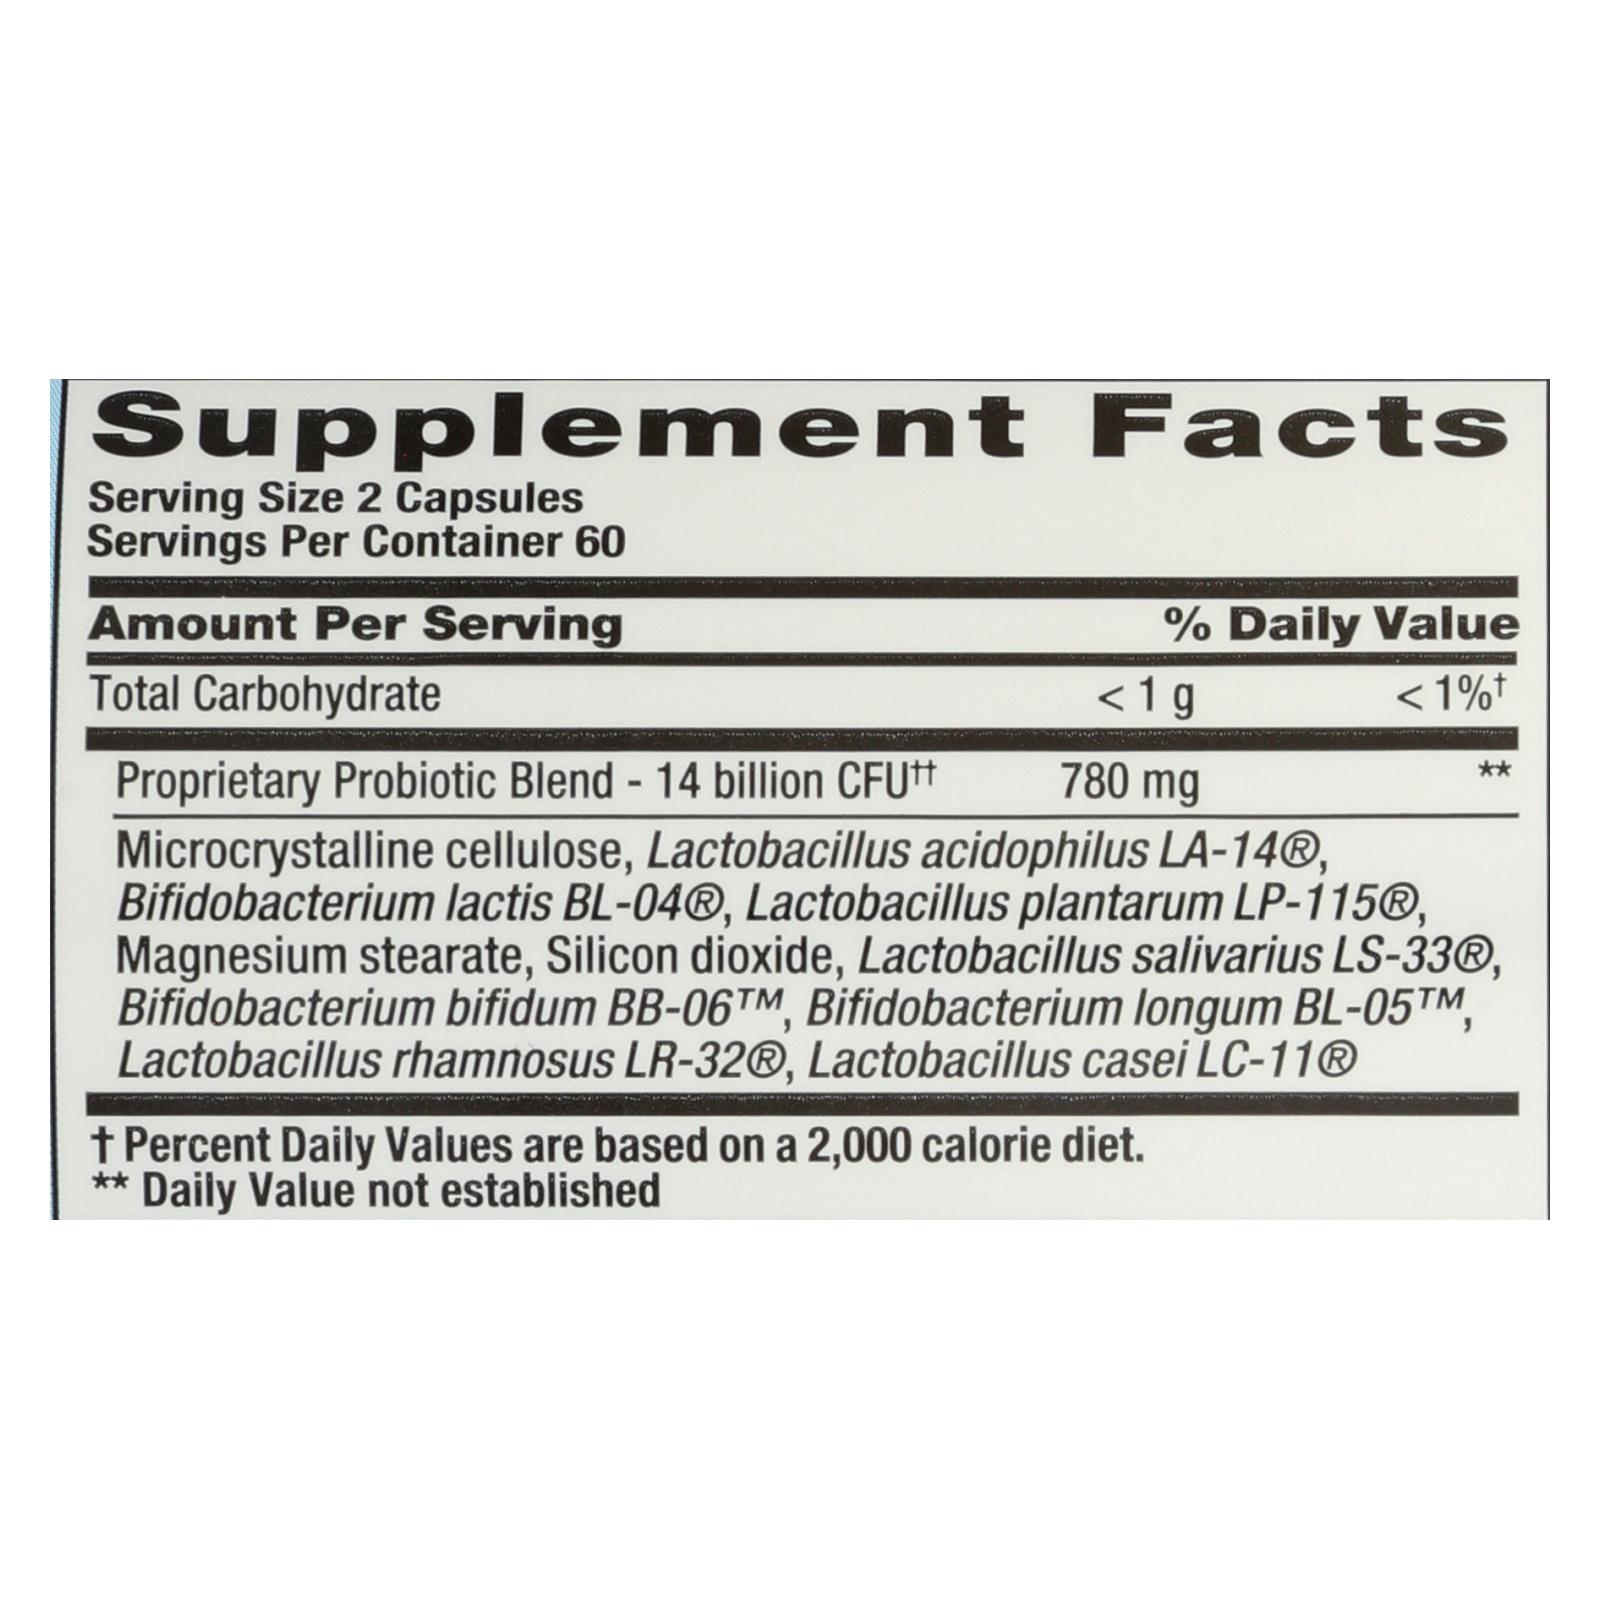 Supplement Facts
Serving Size 2 Capsules
Servings Per Container 60
Amount Per Serving % Daily Value
Total Carbohydrate < 1 g < 1%†
Proprietary Probiotic Blend - 14 billion CFU†† 780 mg **
Microcrystalline cellulose, Lactobacillus acidophilus LA-14®,
Bifidobacterium lactis BL-04®, Lactobacillus plantarum LP-115®,
Magnesium stearate, Silicon dioxide, Lactobacillus salivarius LS-33®,
Bifidobacterium bifidum BB-06™, Bifidobacterium longum BL-05™,
Lactobacillus rhamnosus LR-32®, Lactobacillus casei LC-11®
† Percent Daily Values are based on a 2,000 calorie diet.
** Daily Value not established